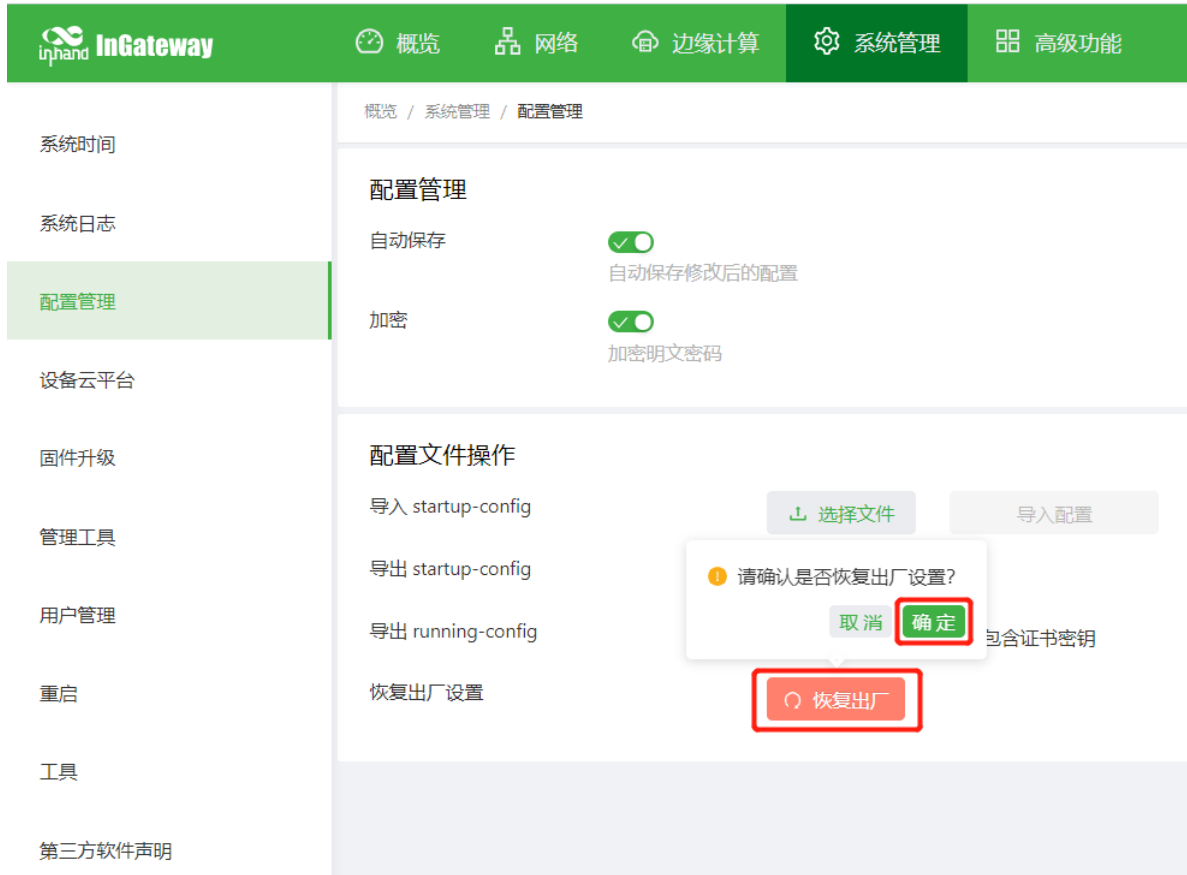 inhand InGateway
概览 网络 边缘计算 系统管理 高级功能
概览 / 系统管理 / 配置管理
系统时间
系统日志
配置管理
设备云平台
固件升级
管理工具
用户管理
重启
工具
第三方软件声明
配置管理
自动保存
自动保存修改后的配置
加密
加密明文密码
配置文件操作
导入 startup-config 选择文件 导入配置
导出 startup-config
请确认是否恢复出厂设置?
取消 确定
导出 running-config 包含证书密钥
恢复出厂设置 恢复出厂